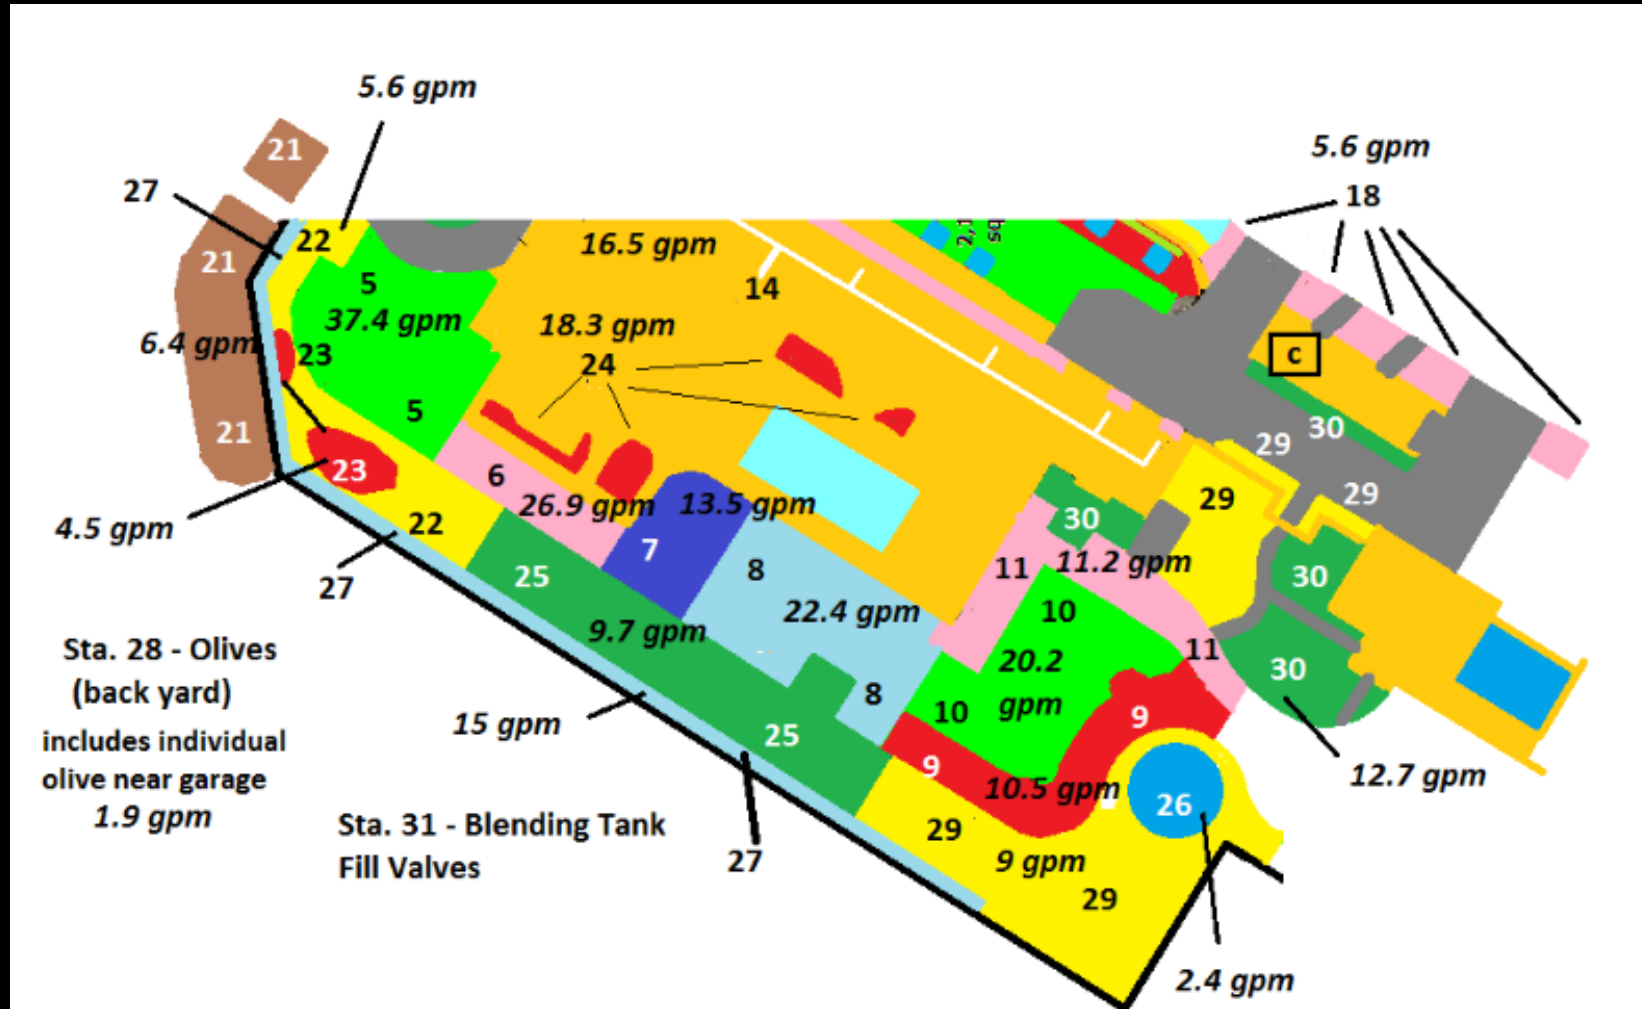 5.6 gpm
21
5.6 gpm
27
18
21
22
16.5 gpm
2,1
sq
5
14
37.4 gpm
18.3 gpm
6.4 gpm
23
24
c
5
30
21
29
23
6
29
29
26.9 gpm
13.5 gpm
4.5 gpm
22
30
7
8
11
11.2 gpm
27
25
30
10
22.4 gpm
9.7 gpm
Sta. 28 - Olives
(back yard)
11
20.2
gpm
30
8
10
9
15 gpm
25
includes individual
olive near garage
1.9 gpm
9
10.5 gpm
12.7 gpm
26
Sta. 31 - Blending Tank
Fill Valves
29
27
9 gpm
29
2.4 gpm